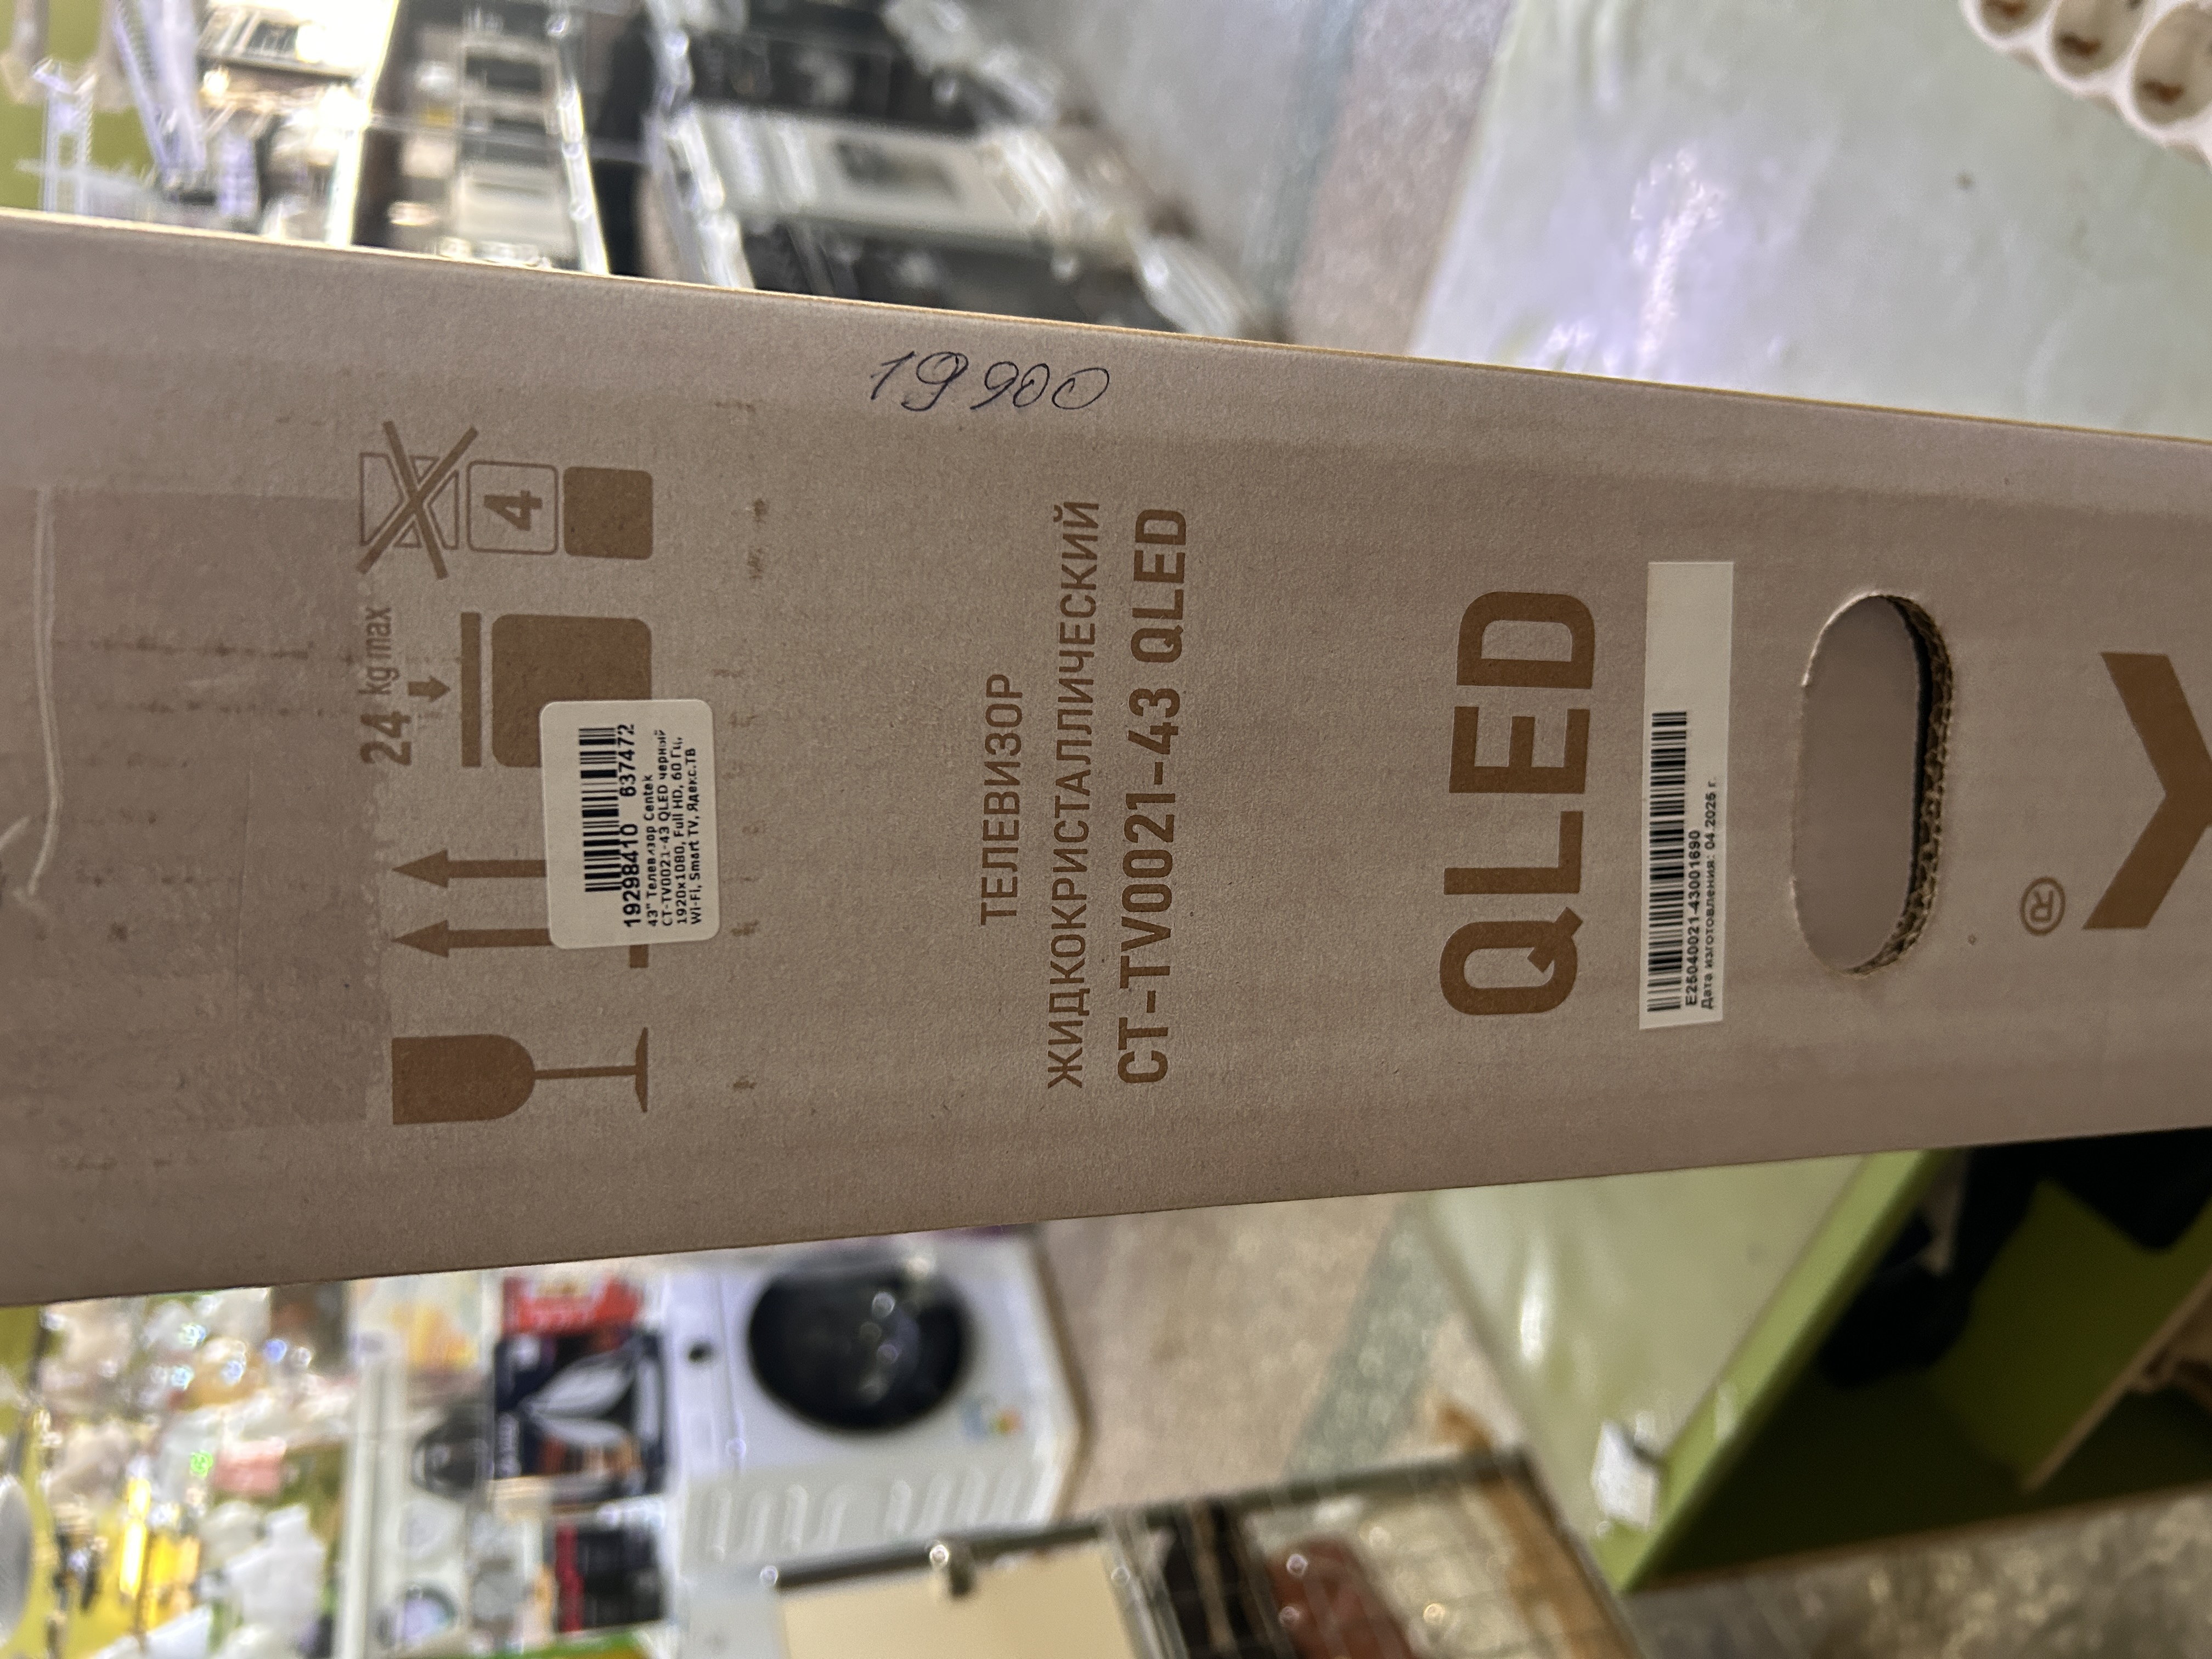 19900
24 kg max
4
19298410 637472
43" Телевизор Centek
CT-TV0021-43 QLED черный
1920x1080, Full HD, 60 Гц,
Wi-Fi, Smart TV, Яндекс.ТВ
ТЕЛЕВИЗОР
ЖИДКОКРИСТАЛЛИЧЕСКИЙ
CT-TV0021-43 QLED
QLED
E25040021-43001690
Дата изготовления: 04.2025 г.
®